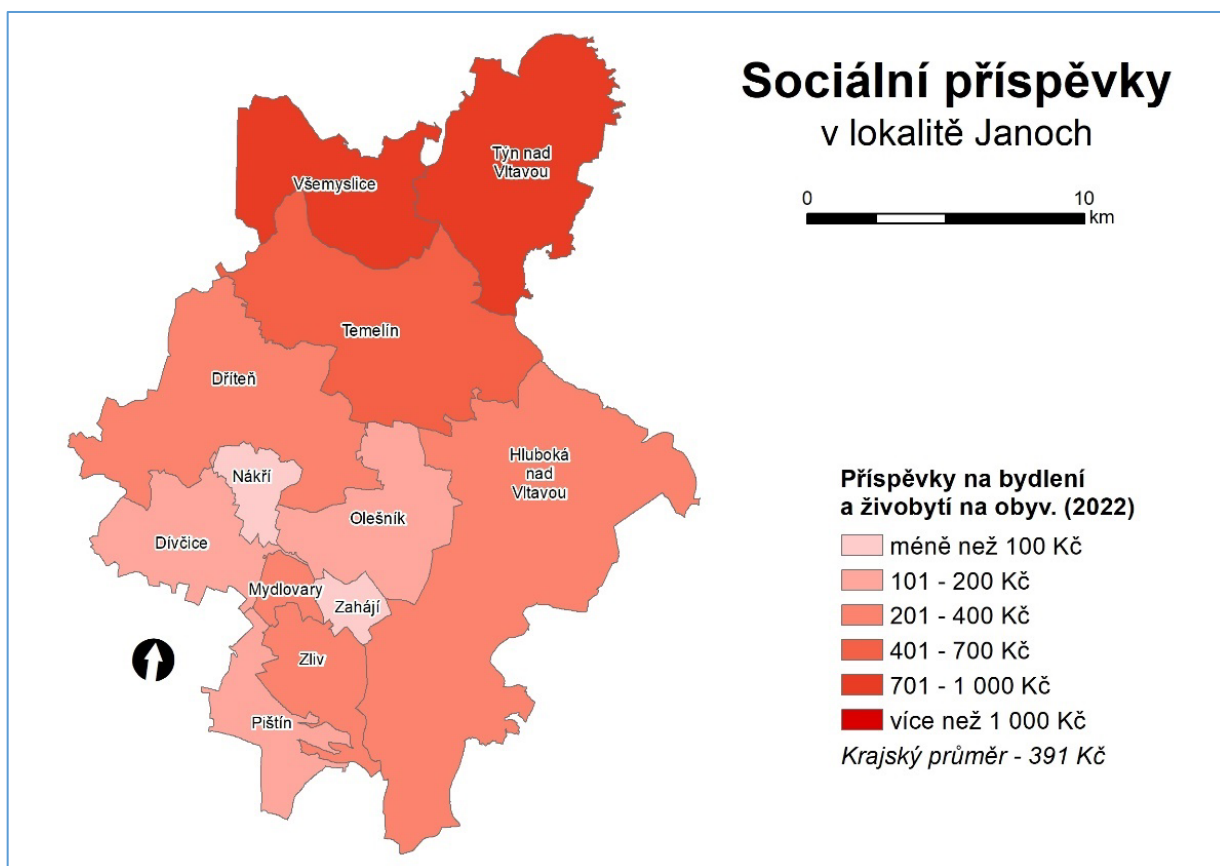 Sociální příspěvky
v lokalitě Janoch
0 10
km
Týn nad
Vltavou
Všemyslice
Temelín
Dříteň
Hluboká
nad
Vltavou
Nákří
Olešník
Dívčice
Mydlovary
Zahájí
Zliv
Pištín
Příspěvky na bydlení
a živobytí na obyv. (2022)
méně než 100 Kč
101 - 200 Kč
201 - 400 Kč
401 - 700 Kč
701 - 1 000 Kč
více než 1 000 Kč
Krajský průměr - 391 Kč